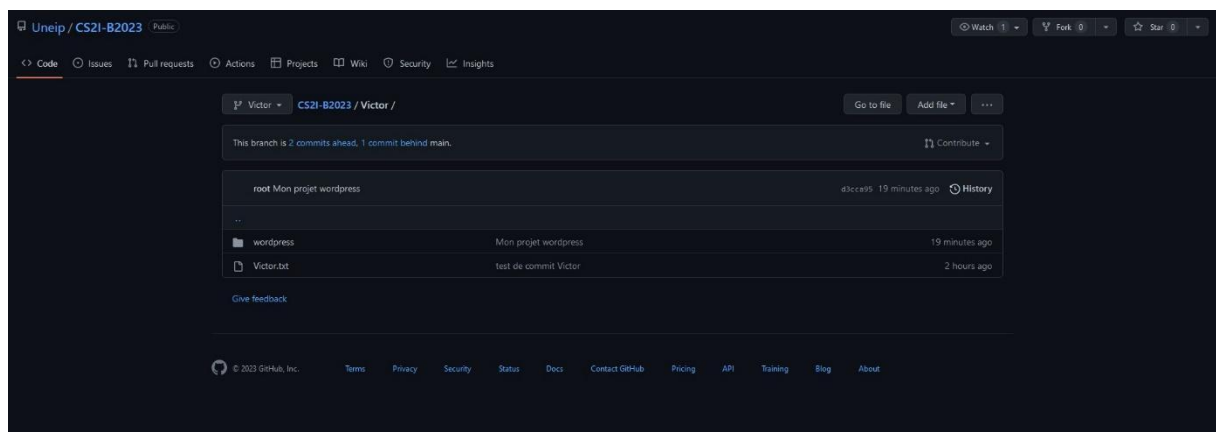 Uneip / CS2I-B2023 Public Watch 1 Fork 0 Star 0
<> Code Issues Pull requests Actions Projects Wiki Security Insights
Victor CS2I-B2023 / Victor / Go to file Add file ...
This branch is 2 commits ahead, 1 commit behind main. Contribute
root Mon projet wordpress d3cca95 19 minutes ago History
..
wordpress Mon projet wordpress 19 minutes ago
Victor.txt test de commit Victor 2 hours ago
Give feedback
© 2023 GitHub, Inc. Terms Privacy Security Status Docs Contact GitHub Pricing API Training Blog About